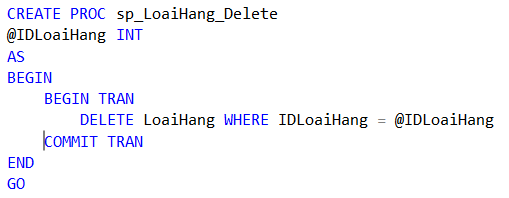 CREATE PROC sp_LoaiHang_Delete
@IDLoaiHang INT
AS
BEGIN
    BEGIN TRAN
        DELETE LoaiHang WHERE IDLoaiHang = @IDLoaiHang
    COMMIT TRAN
END
GO